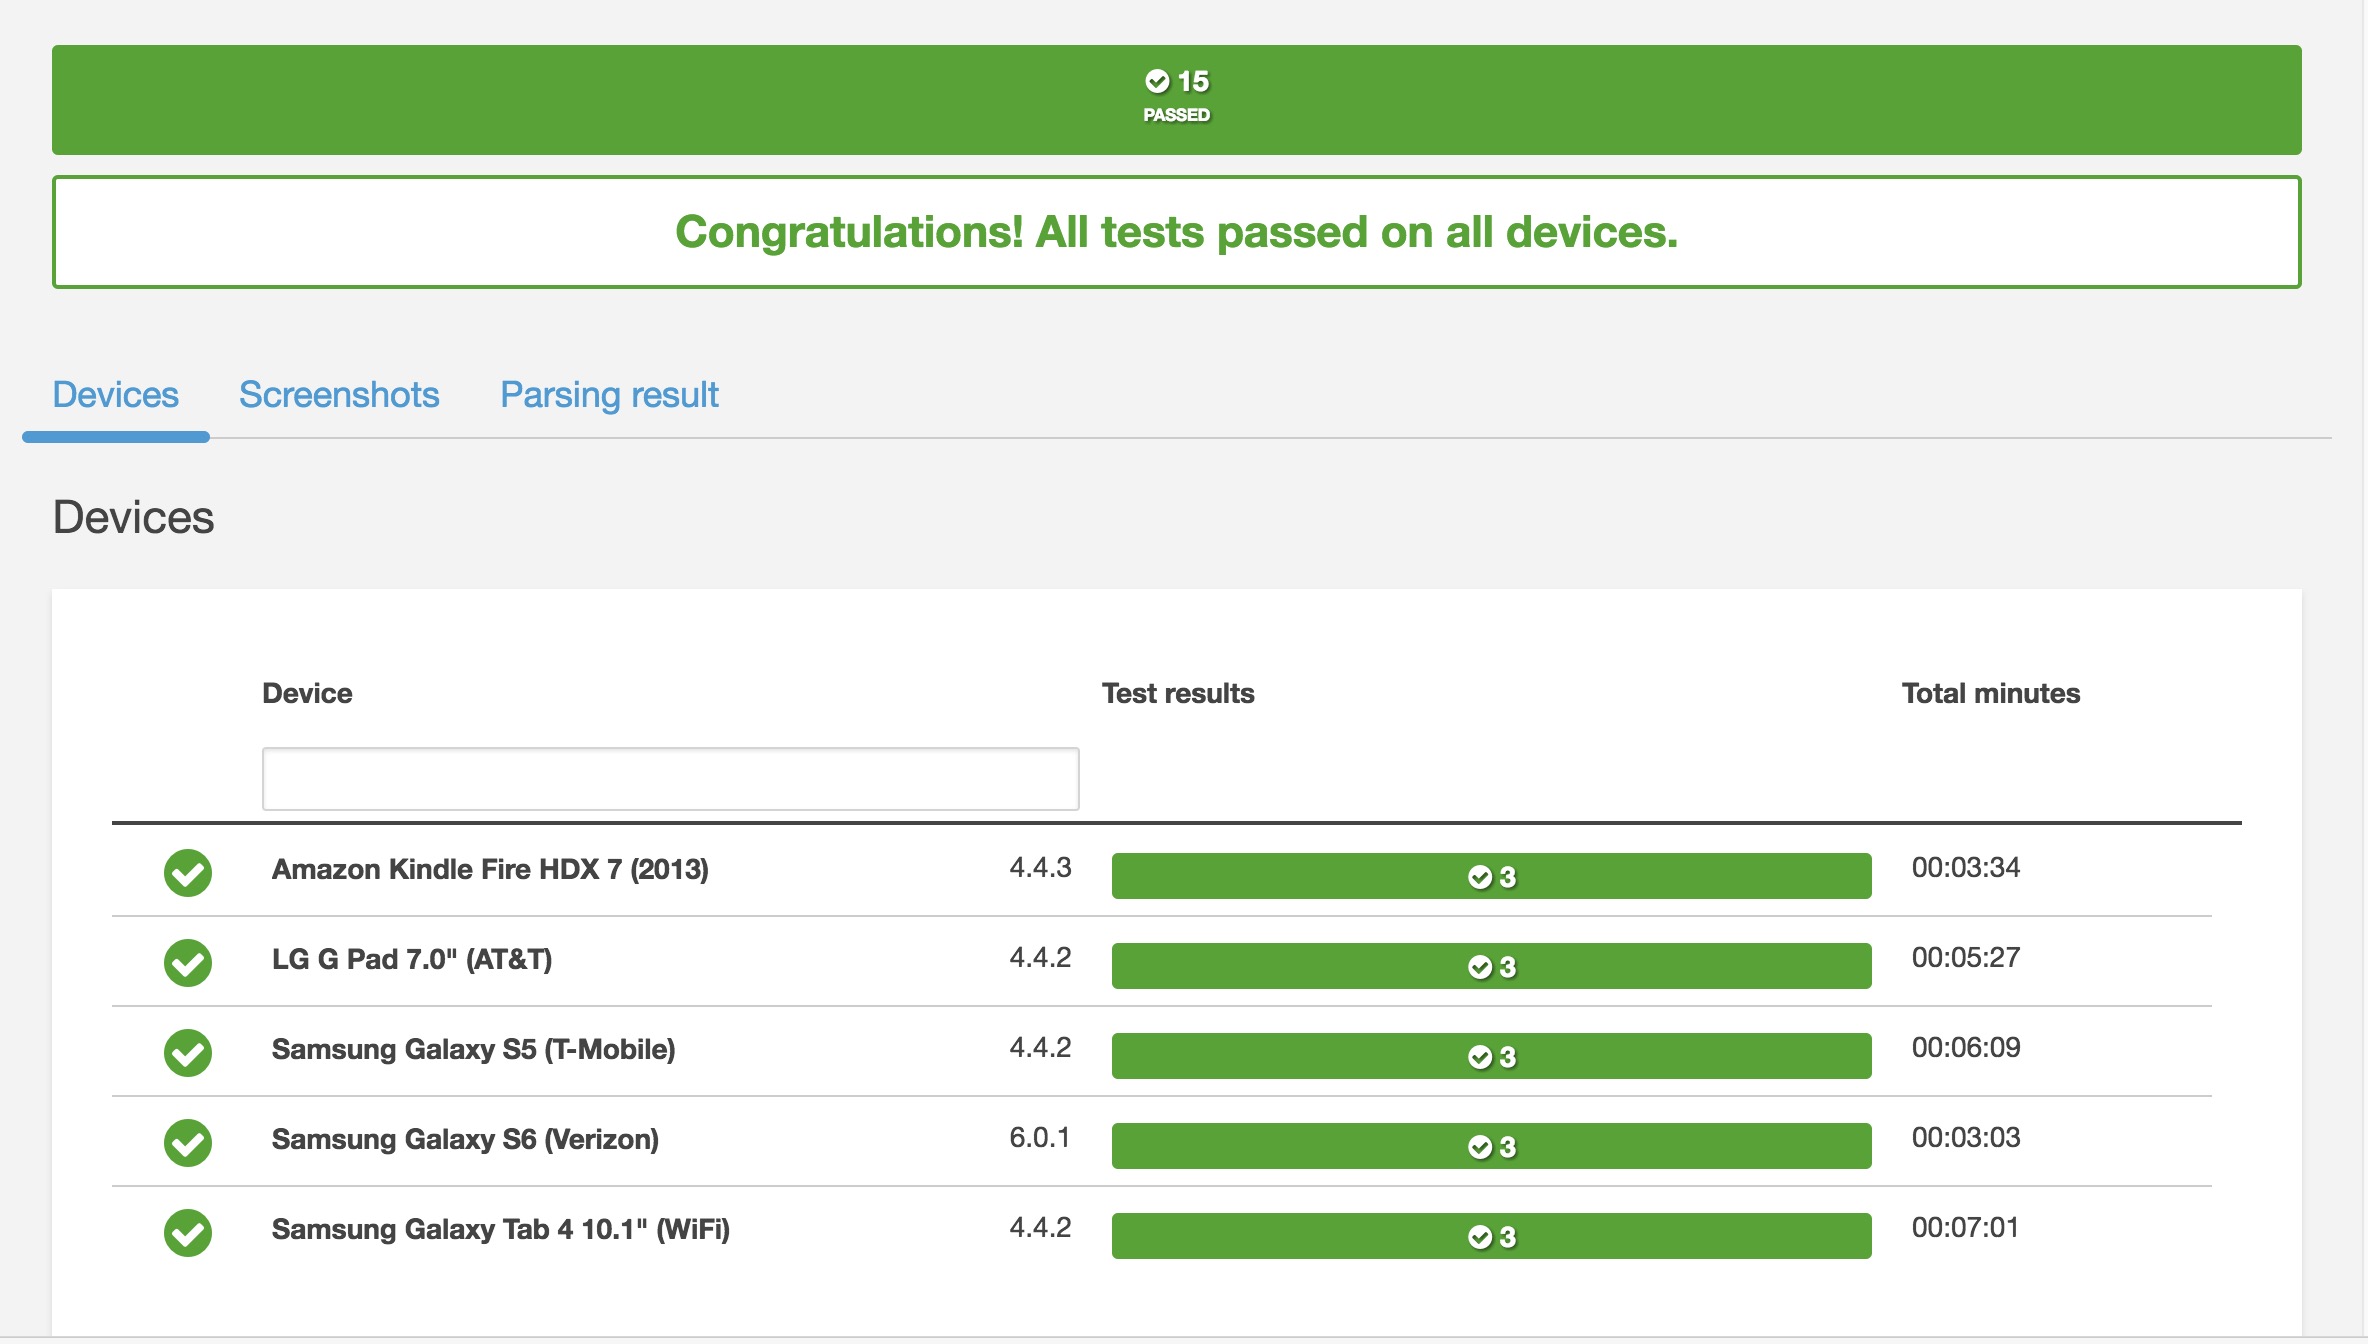 15
PASSED
Congratulations! All tests passed on all devices.
Devices Screenshots Parsing result
Devices
Device Test results Total minutes
Amazon Kindle Fire HDX 7 (2013) 4.4.3 3 00:03:34
LG G Pad 7.0" (AT&T) 4.4.2 3 00:05:27
Samsung Galaxy S5 (T-Mobile) 4.4.2 3 00:06:09
Samsung Galaxy S6 (Verizon) 6.0.1 3 00:03:03
Samsung Galaxy Tab 4 10.1" (WiFi) 4.4.2 3 00:07:01